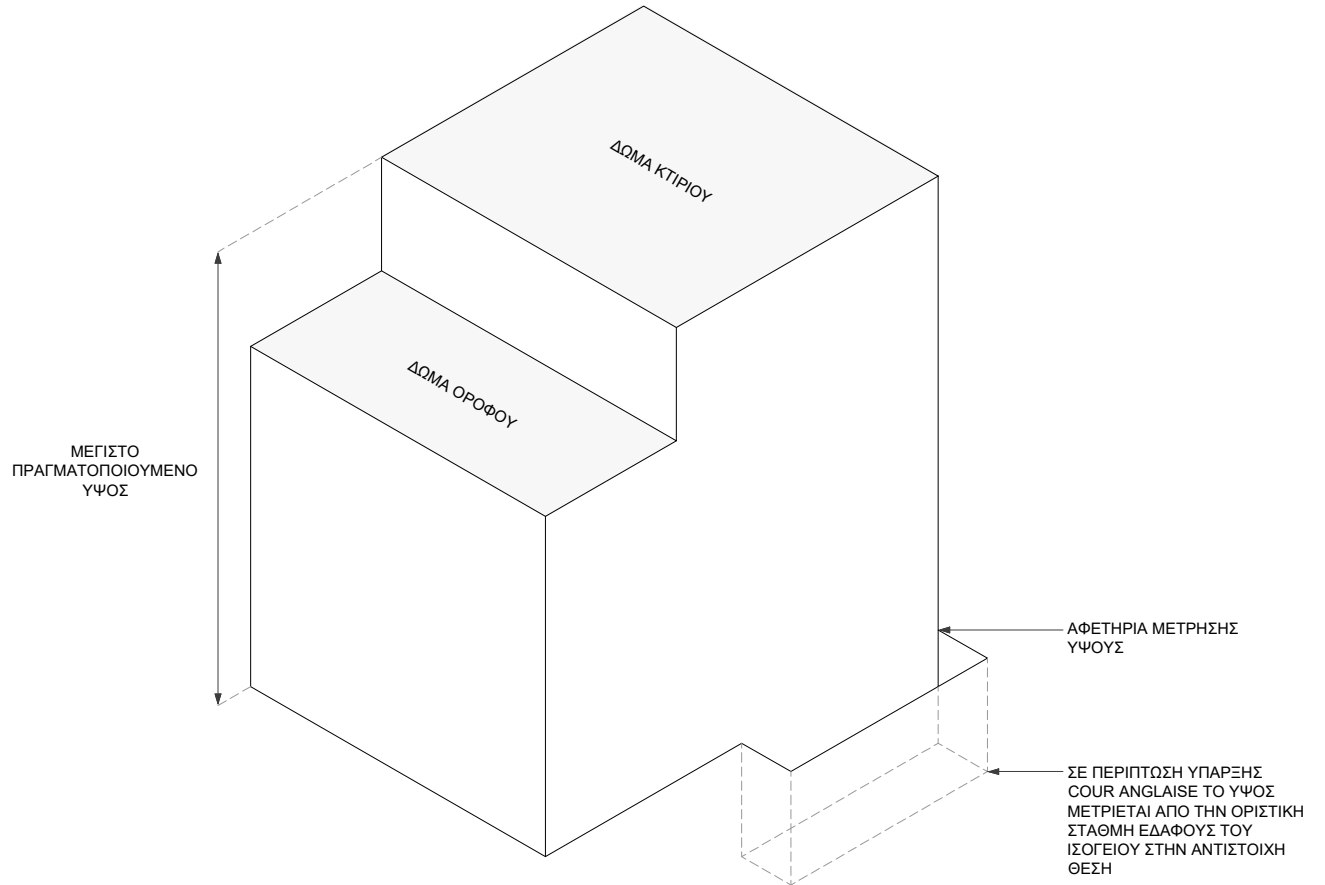 ΔΩΜΑ ΚΤΙΡΙΟΥ
ΔΩΜΑ ΟΡΟΦΟΥ
ΜΕΓΙΣΤΟ
ΠΡΑΓΜΑΤΟΠΟΙΟΥΜΕΝΟ
ΥΨΟΣ
ΑΦΕΤΗΡΙΑ ΜΕΤΡΗΣΗΣ
ΥΨΟΥΣ
ΣΕ ΠΕΡΙΠΤΩΣΗ ΥΠΑΡΞΗΣ
COUR ANGLAISE ΤΟ ΥΨΟΣ
ΜΕΤΡΙΕΤΑΙ ΑΠΟ ΤΗΝ ΟΡΙΣΤΙΚΗ
ΣΤΑΘΜΗ ΕΔΑΦΟΥΣ ΤΟΥ
ΙΣΟΓΕΙΟΥ ΣΤΗΝ ΑΝΤΙΣΤΟΙΧΗ
ΘΕΣΗ